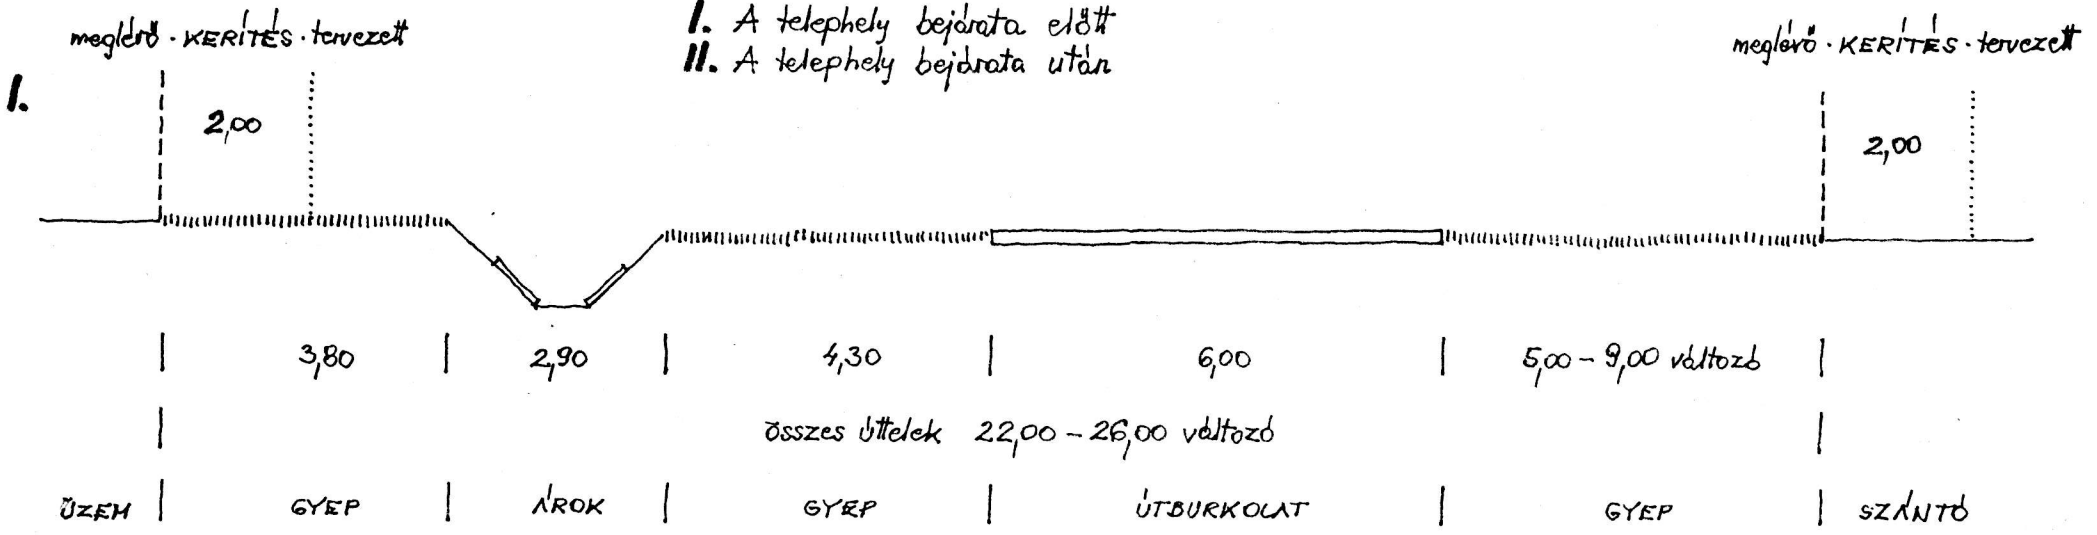 I. A telephely bejárata előtt
II. A telephely bejárata után
meglévő · KERÍTÉS · tervezett
meglévő · KERÍTÉS · tervezett
I.
2,00
2,00
3,80 2,90 4,30 6,00 5,00 - 9,00 változó
összes úttelek 22,00 - 26,00 változó
ÜZEM GYEP ÁROK GYEP ÚTBURKOLAT GYEP SZÁNTÓ